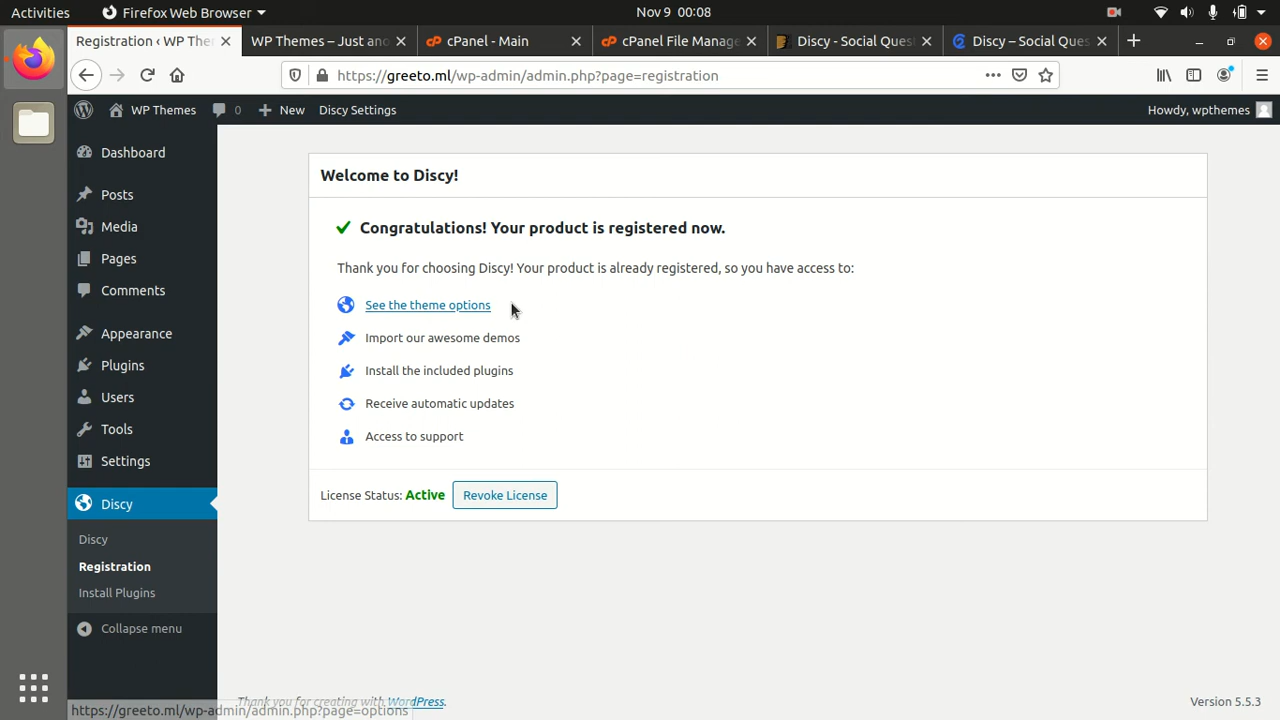 Activities
Firefox Web Browser
Nov 9 00:08
Registration ‹ WP Ther
WP Themes – Just ano
cPanel - Main
cPanel File Manage
Discy - Social Quest
Discy – Social Ques
https://greeto.ml/wp-admin/admin.php?page=registration
WP Themes
0
New
Discy Settings
Howdy, wpthemes
Dashboard
Posts
Media
Pages
Comments
Appearance
Plugins
Users
Tools
Settings
Discy
Discy
Registration
Install Plugins
Collapse menu
Welcome to Discy!
Congratulations! Your product is registered now.
Thank you for choosing Discy! Your product is already registered, so you have access to:
See the theme options
Import our awesome demos
Install the included plugins
Receive automatic updates
Access to support
License Status: Active
Revoke License
Thank you for creating with WordPress.
Version 5.5.3
https://greeto.ml/wp-admin/admin.php?page=options